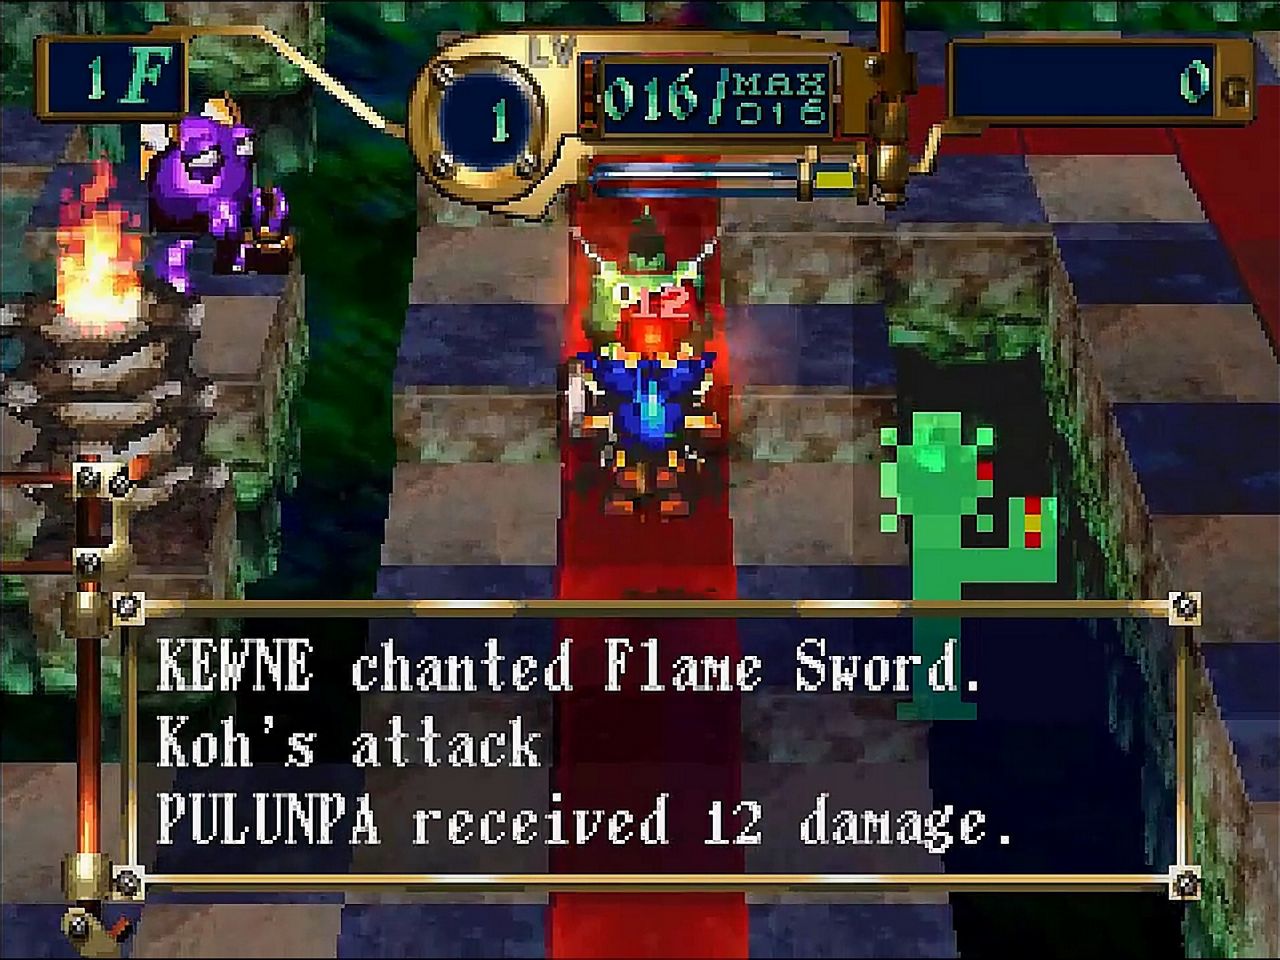 1F
LV
1
016/MAX 016
0 G
12
KEWNE chanted Flame Sword.
Koh's attack
PULUNPA received 12 damage.